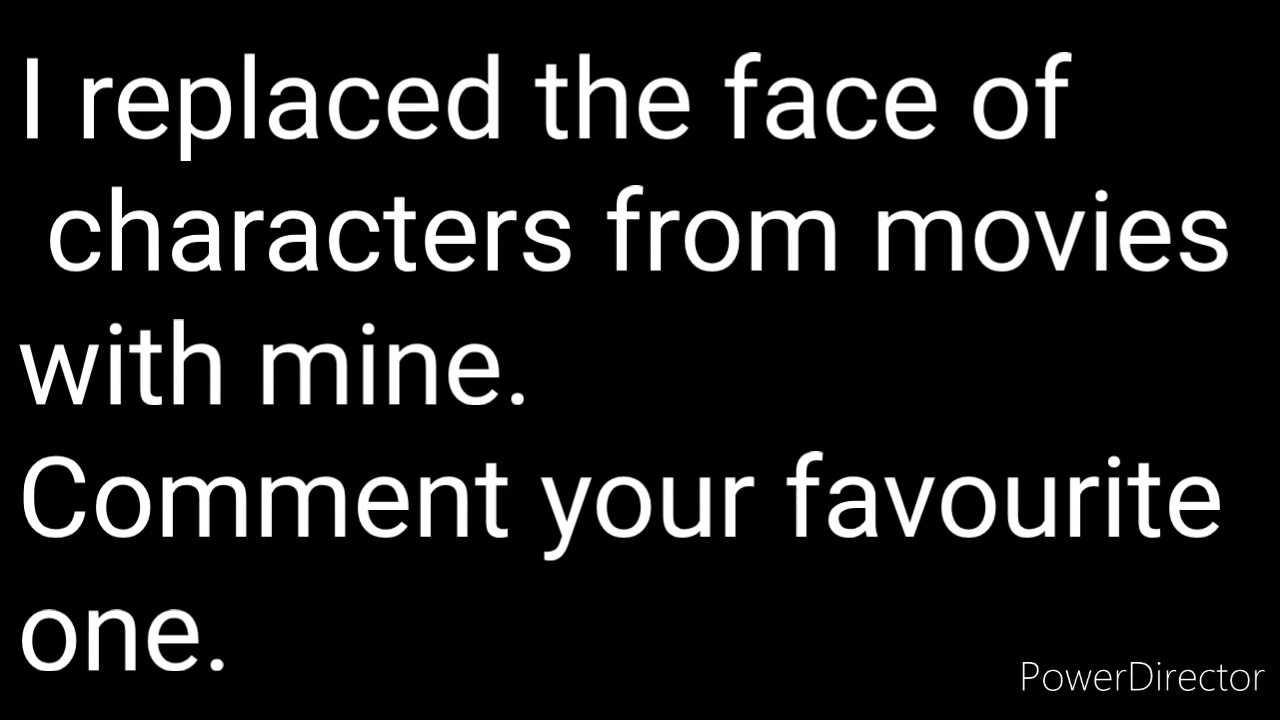 I replaced the face of
characters from movies
with mine.
Comment your favourite
one.
PowerDirector